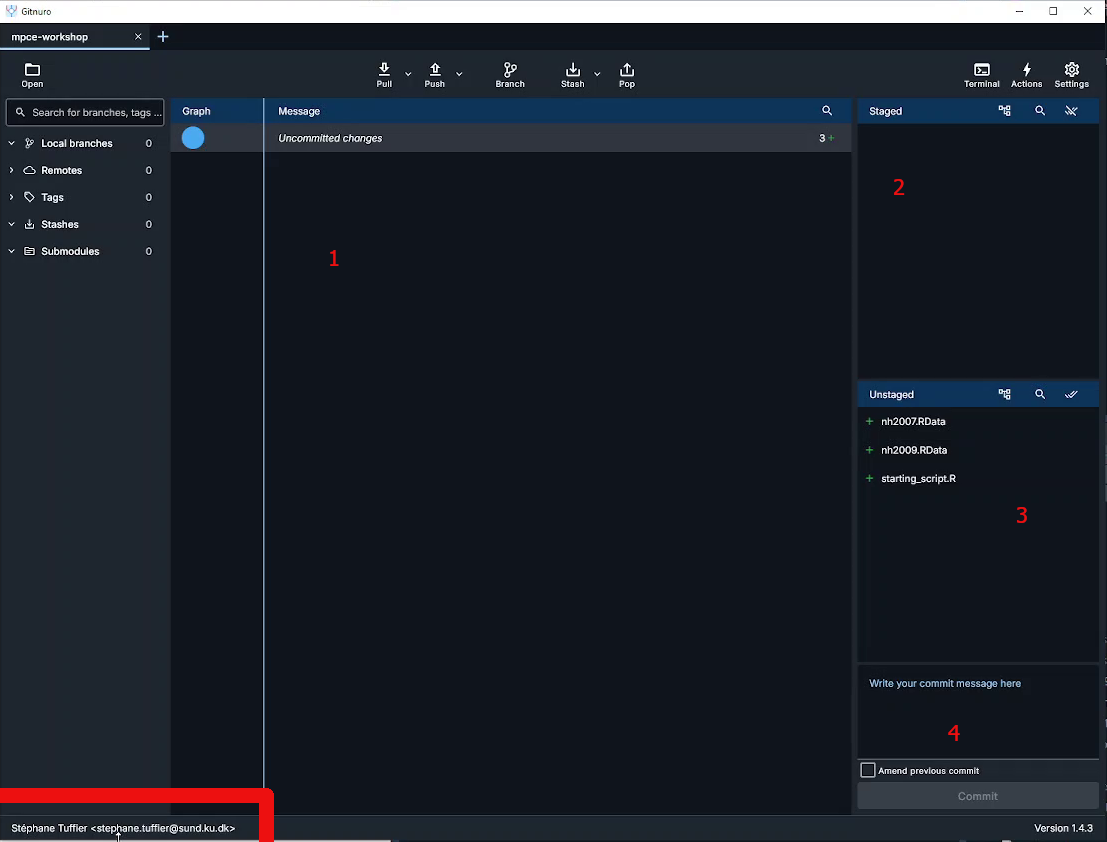 Gitnuro
mpce-workshop
Open
Pull
Push
Branch
Stash
Pop
Terminal
Actions
Settings
Search for branches, tags ...
Local branches 0
Remotes 0
Tags 0
Stashes 0
Submodules 0
Graph
Message
Uncommitted changes
3 +
1
Staged
2
Unstaged
+ nh2007.RData
+ nh2009.RData
+ starting_script.R
3
Write your commit message here
4
Amend previous commit
Commit
Stéphane Tuffier <stephane.tuffier@sund.ku.dk>
Version 1.4.3